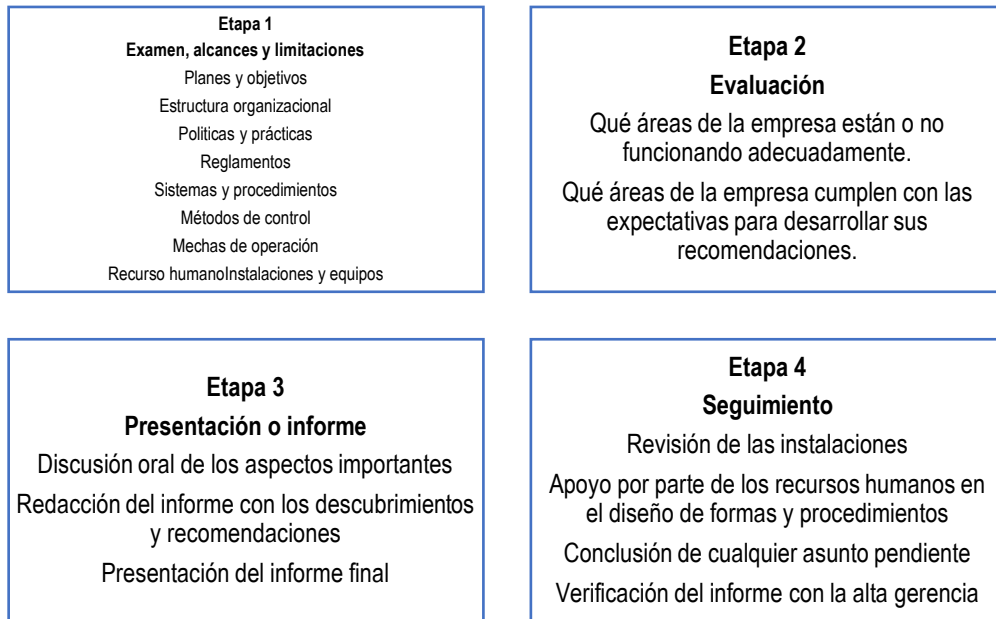 Etapa 1
Examen, alcances y limitaciones
Planes y objetivos
Estructura organizacional
Politicas y prácticas
Reglamentos
Sistemas y procedimientos
Métodos de control
Mechas de operación
Recurso humanoInstalaciones y equipos
Etapa 2
Evaluación
Qué áreas de la empresa están o no
funcionando adecuadamente.
Qué áreas de la empresa cumplen con las
expectativas para desarrollar sus
recomendaciones.
Etapa 3
Presentación o informe
Discusión oral de los aspectos importantes
Redacción del informe con los descubrimientos
y recomendaciones
Presentación del informe final
Etapa 4
Seguimiento
Revisión de las instalaciones
Apoyo por parte de los recursos humanos en
el diseño de formas y procedimientos
Conclusión de cualquier asunto pendiente
Verificación del informe con la alta gerencia